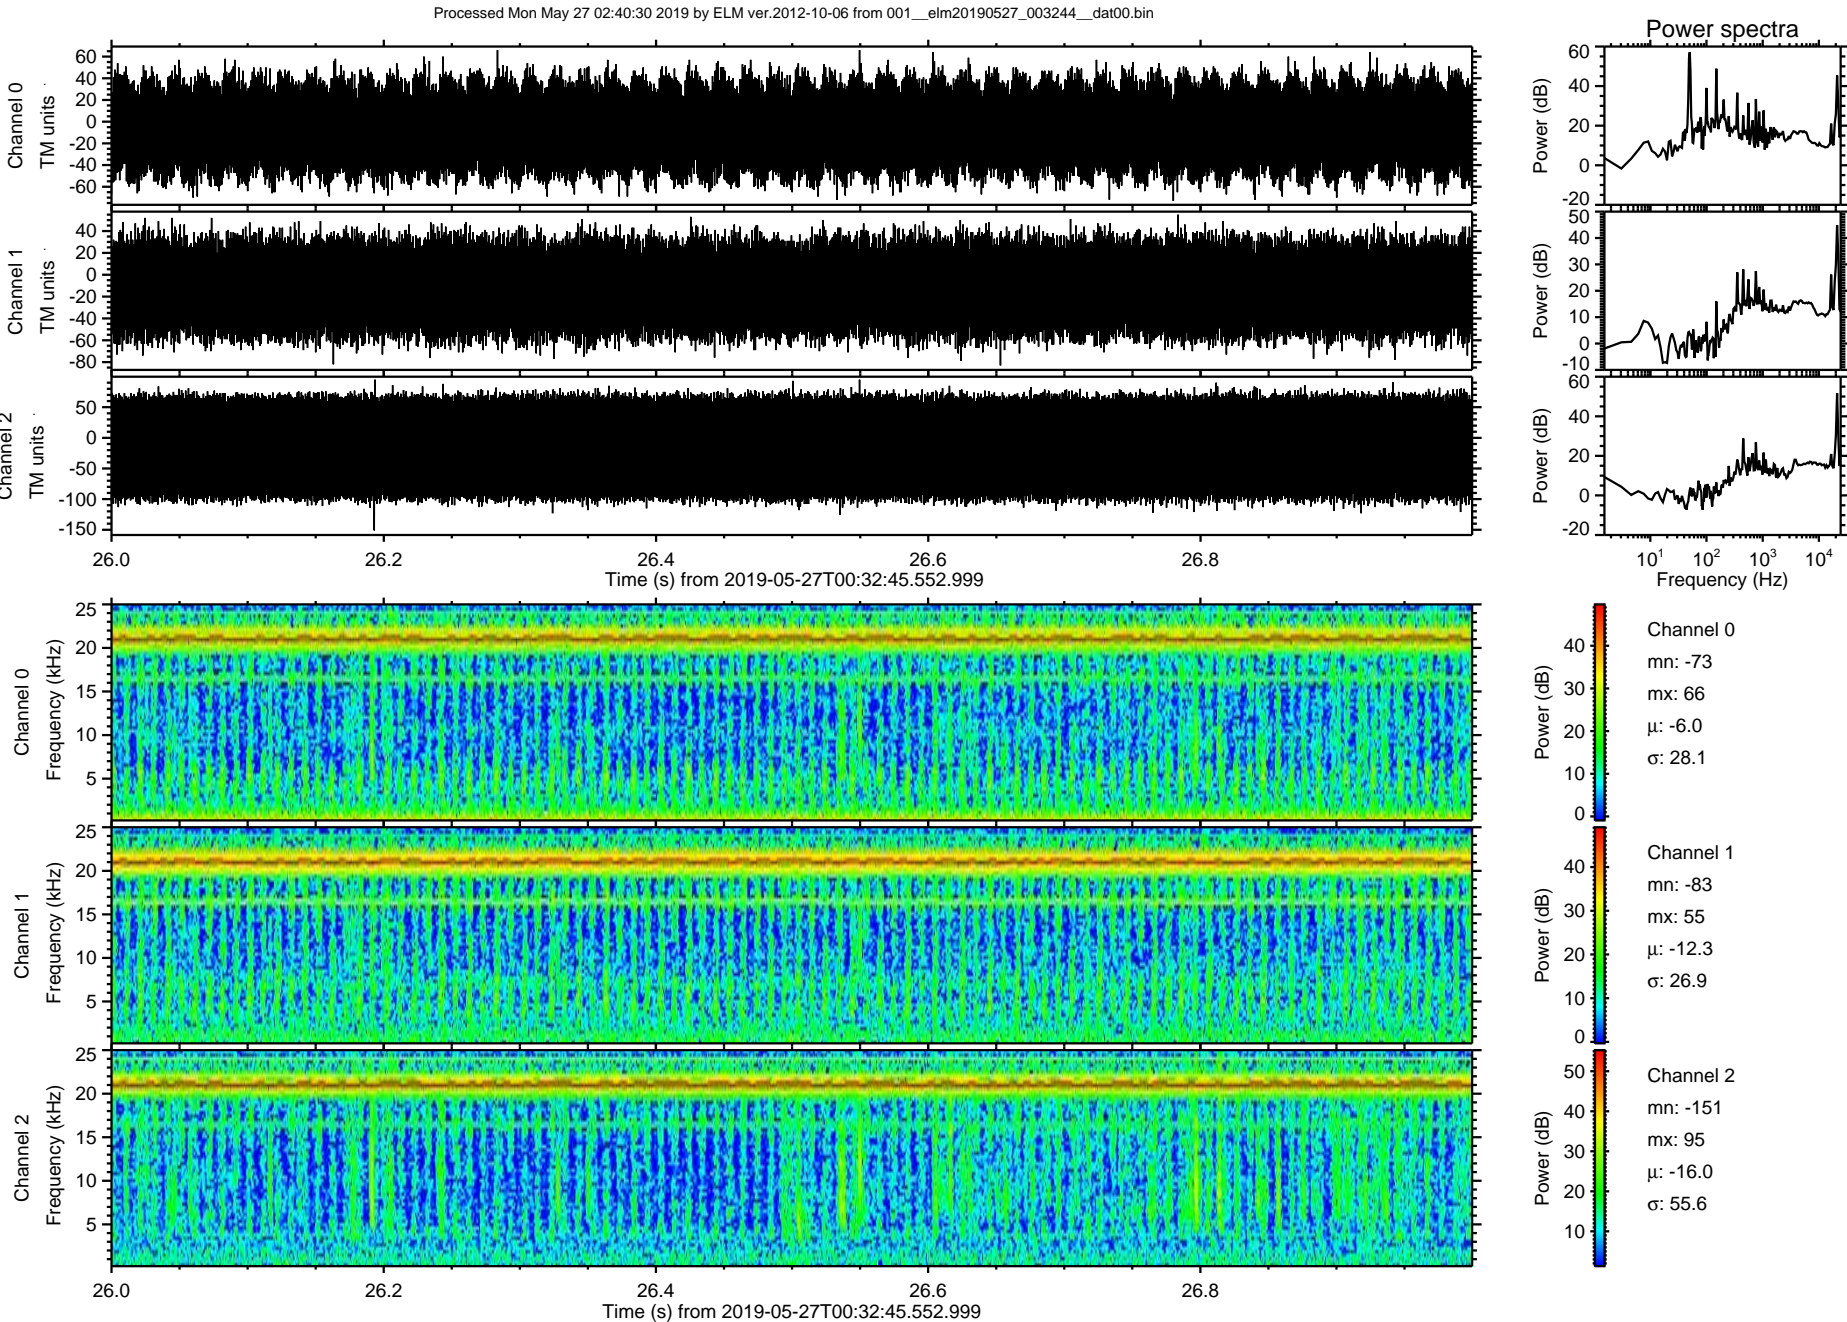 Processed Mon May 27 02:40:30 2019 by ELM ver.2012-10-06 from 001__elm20190527_003244__dat00.bin
Power spectra
Channel 0
TM units
60
40
20
0
-20
-40
-60
Power (dB)
60
40
20
0
-20
Channel 1
TM units
40
20
0
-20
-40
-60
-80
Power (dB)
50
40
30
20
10
0
-10
Channel 2
TM units
50
0
-50
-100
-150
Power (dB)
60
40
20
0
-20
26.0 26.2 26.4 26.6 26.8
Time (s) from 2019-05-27T00:32:45.552.999
10¹ 10² 10³ 10⁴
Frequency (Hz)
Channel 0
Frequency (kHz)
25
20
15
10
5
Power (dB)
40
30
20
10
0
Channel 0
mn: -73
mx: 66
μ: -6.0
σ: 28.1
Channel 1
Frequency (kHz)
25
20
15
10
5
Power (dB)
40
30
20
10
0
Channel 1
mn: -83
mx: 55
μ: -12.3
σ: 26.9
Channel 2
Frequency (kHz)
25
20
15
10
5
Power (dB)
50
40
30
20
10
Channel 2
mn: -151
mx: 95
μ: -16.0
σ: 55.6
26.0 26.2 26.4 26.6 26.8
Time (s) from 2019-05-27T00:32:45.552.999